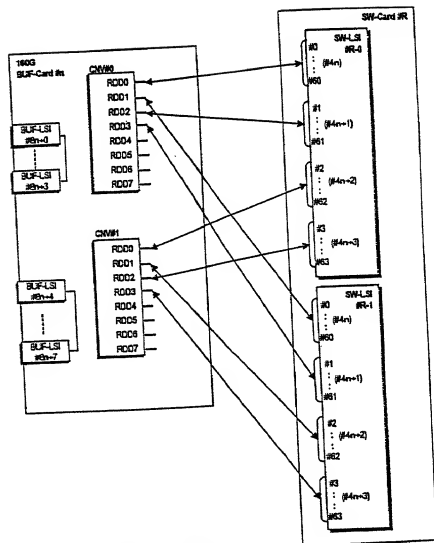 160G
BUF-Card #n
BUF-LSI
#8n+0
BUF-LSI
#8n+3
BUF-LSI
#8n+4
BUF-LSI
#8n+7
CNV#0
RDD0
RDD1
RDD2
RDD3
RDD4
RDD5
RDD6
RDD7
CNV#1
RDD0
RDD1
RDD2
RDD3
RDD4
RDD5
RDD6
RDD7
SW-Card #R
SW-LSI
#R-0
#0
(#4n)
#60
#1
(#4n+1)
#61
#2
(#4n+2)
#62
#3
(#4n+3)
#63
SW-LSI
#R-1
#0
(#4n)
#60
#1
(#4n+1)
#61
#2
(#4n+2)
#62
#3
(#4n+3)
#63